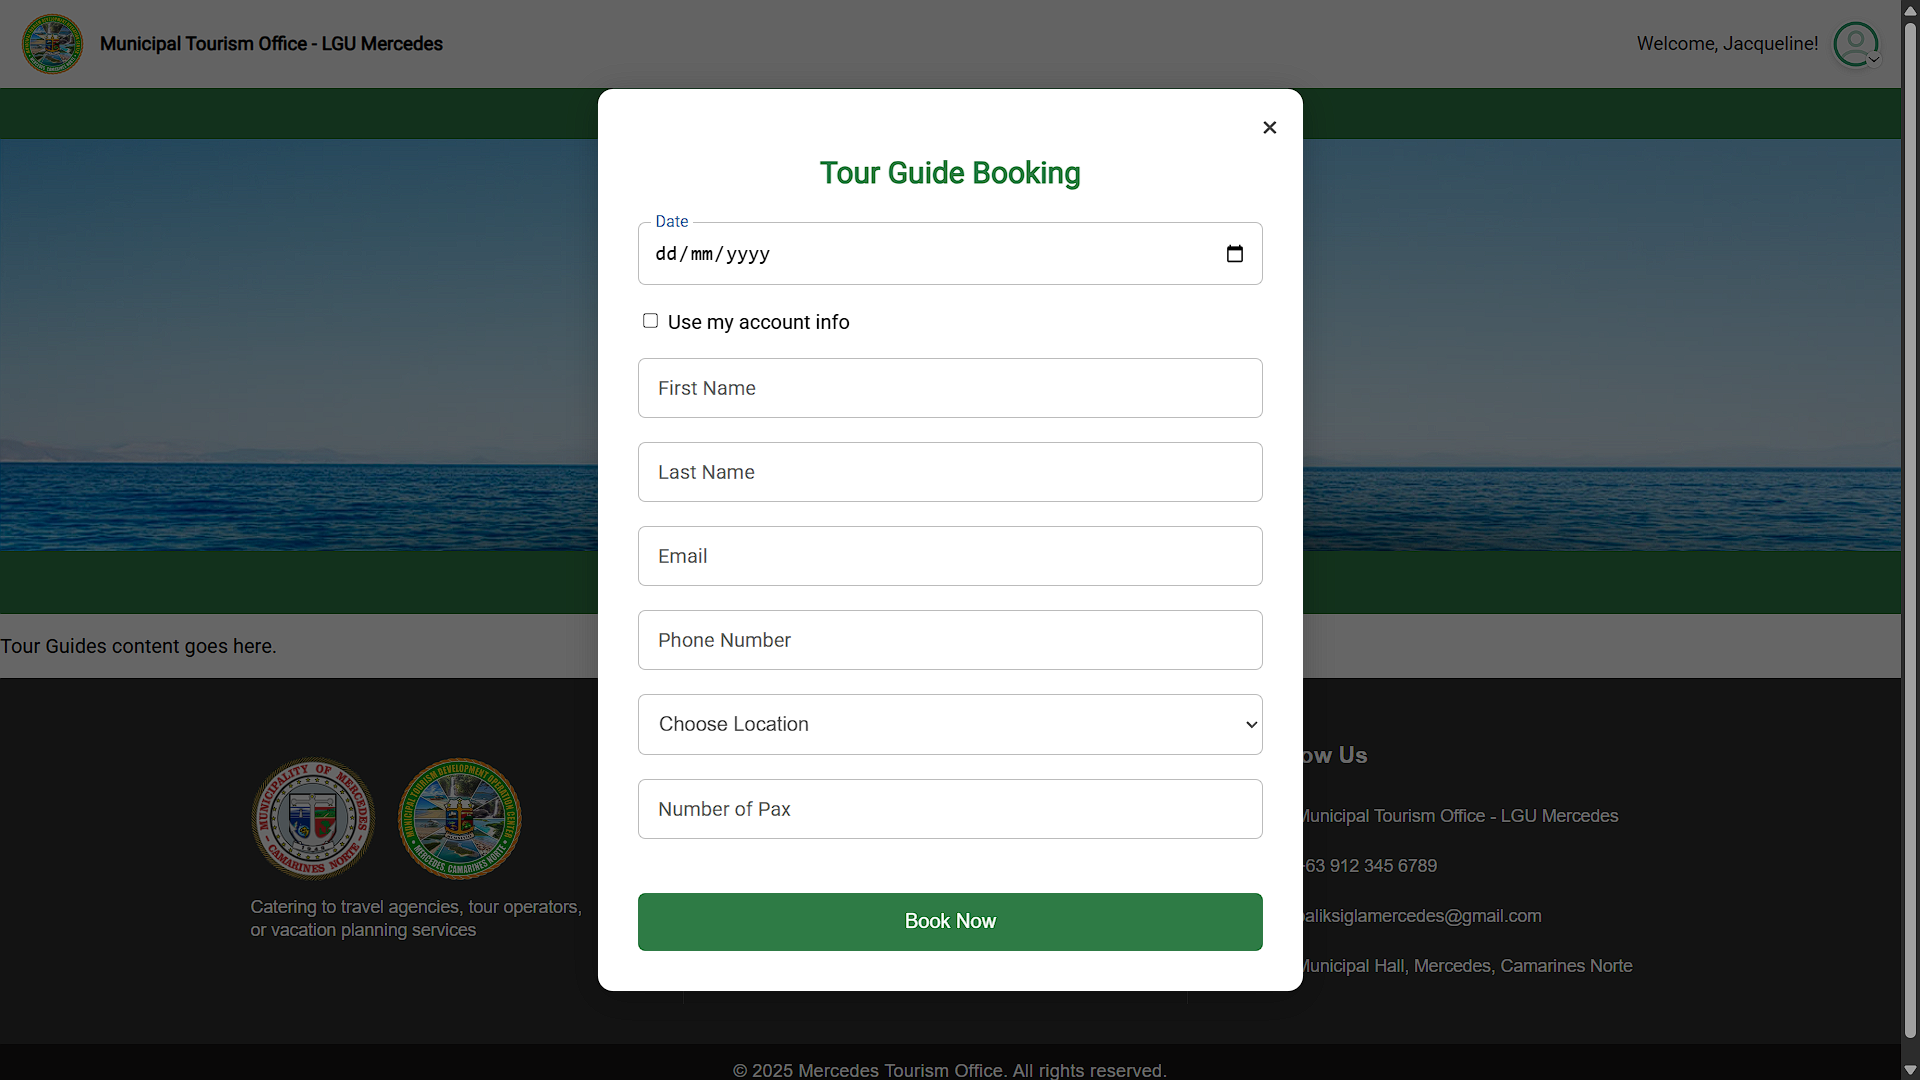 Municipal Tourism Office - LGU Mercedes
Welcome, Jacqueline!
Tour Guide Booking
Date
dd/mm/yyyy
Use my account info
First Name
Last Name
Email
Phone Number
Choose Location
Number of Pax
Book Now
Tour Guides content goes here.
MUNICIPALITY OF MERCEDES
CAMARINES NORTE
MUNICIPAL TOURISM DEVELOPMENT OPERATION CENTER
MERCEDES, CAMARINES NORTE
Catering to travel agencies, tour operators,
or vacation planning services
ow Us
Municipal Tourism Office - LGU Mercedes
63 912 345 6789
aliksiglamercedes@gmail.com
Municipal Hall, Mercedes, Camarines Norte
© 2025 Mercedes Tourism Office. All rights reserved.